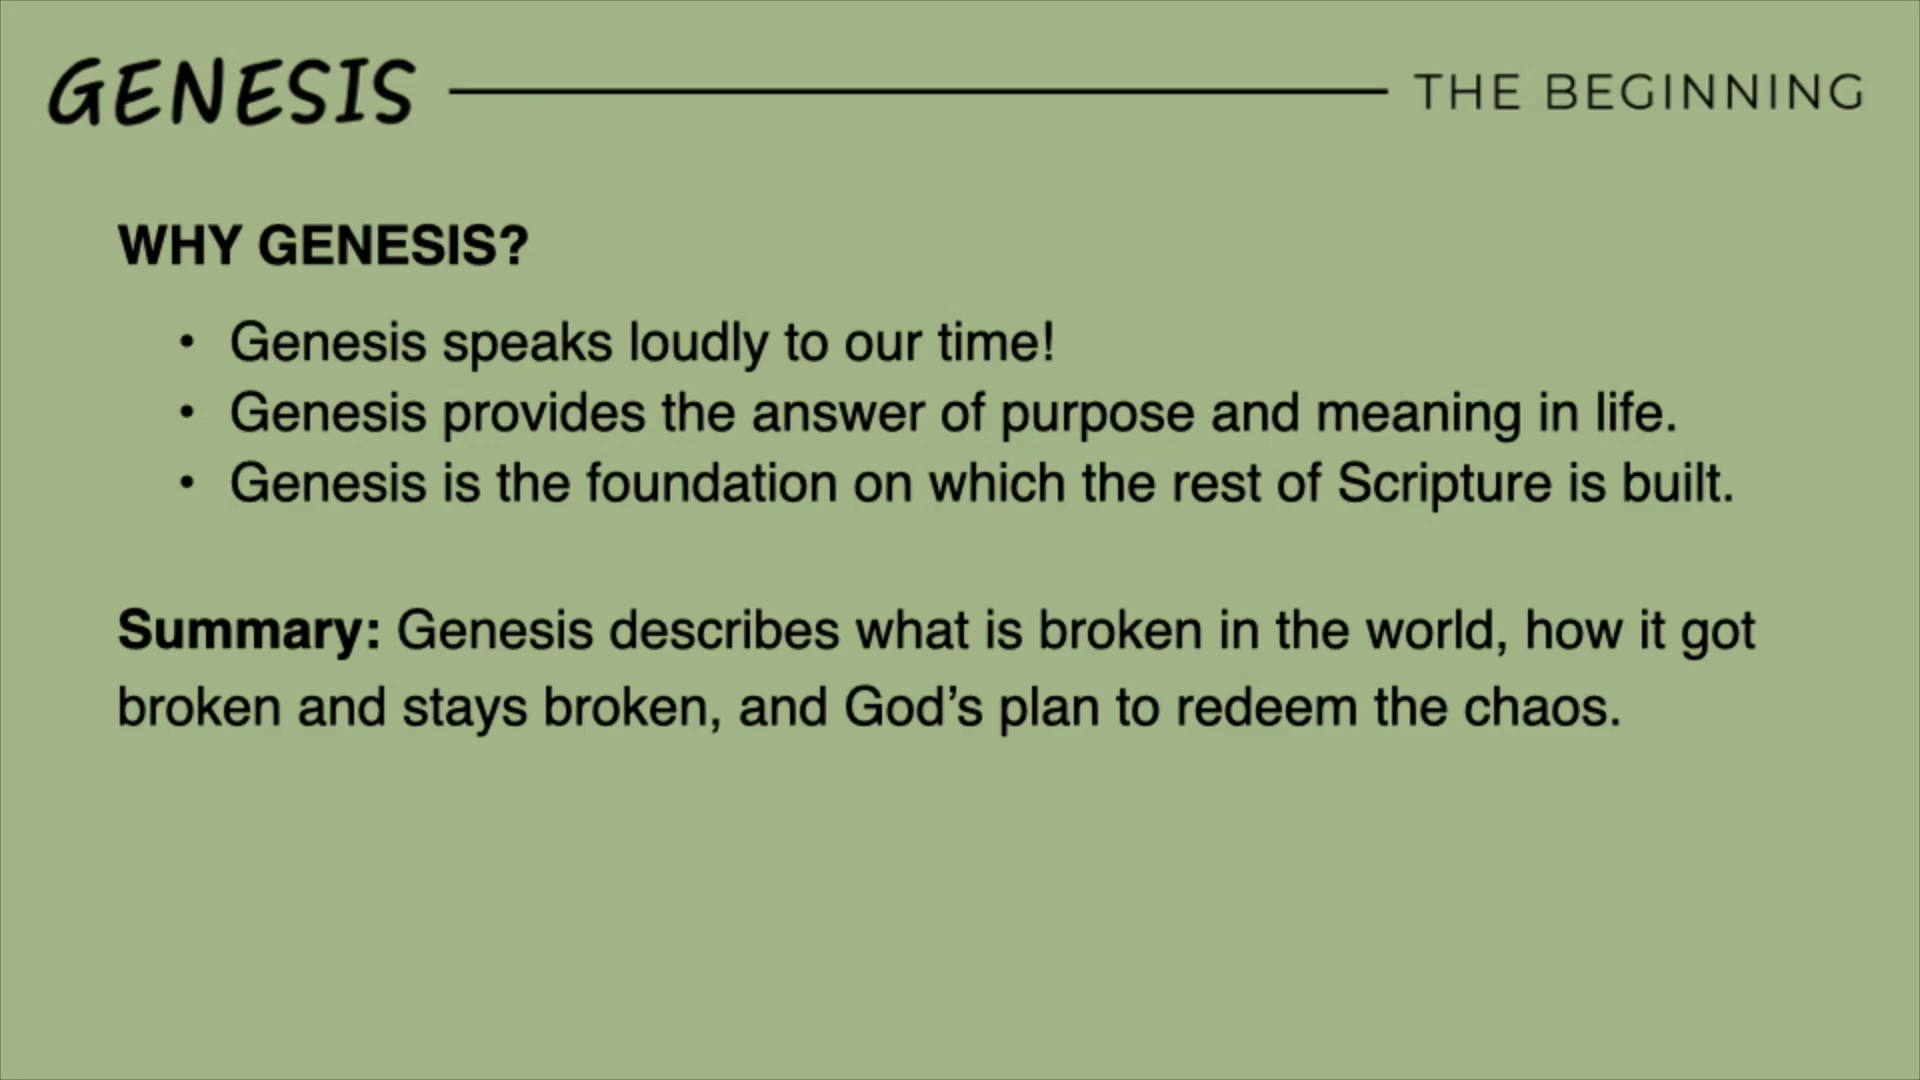 GENESIS THE BEGINNING
WHY GENESIS?
• Genesis speaks loudly to our time!
• Genesis provides the answer of purpose and meaning in life.
• Genesis is the foundation on which the rest of Scripture is built.
Summary: Genesis describes what is broken in the world, how it got
broken and stays broken, and God’s plan to redeem the chaos.